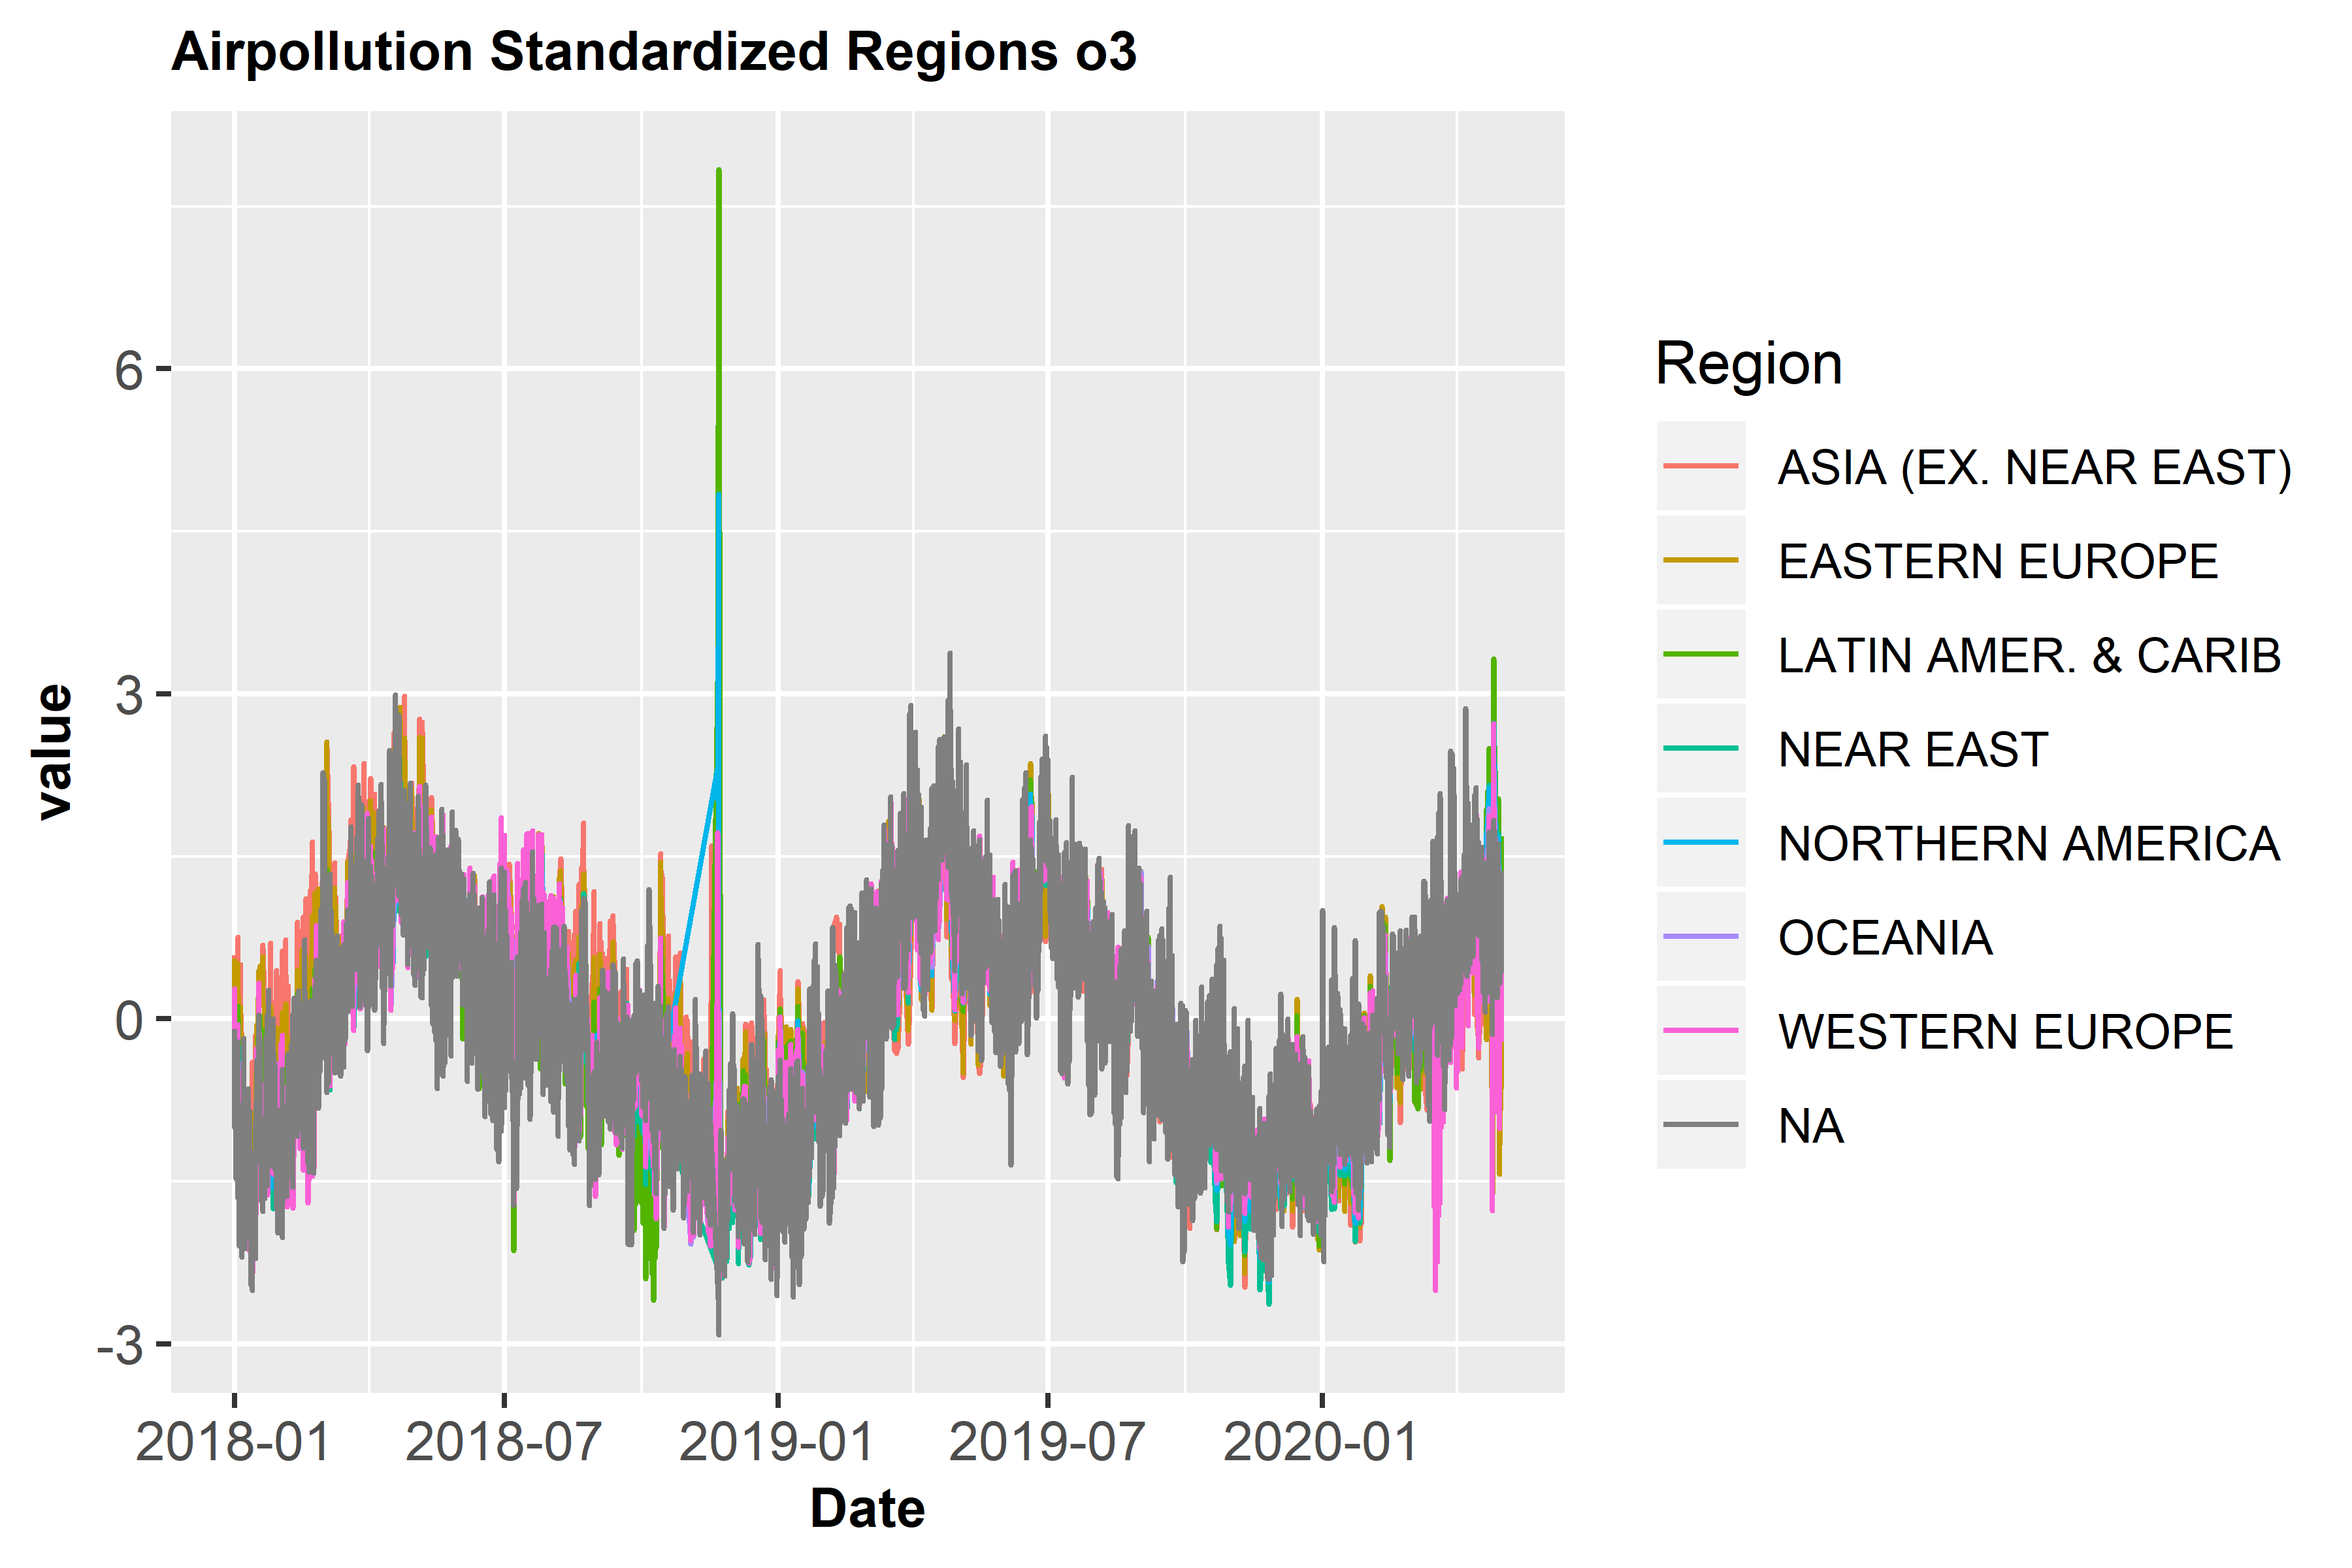 Airpollution Standardized Regions o3
value
6
3
0
-3
2018-01
2018-07
2019-01
2019-07
2020-01
Date
Region
ASIA (EX. NEAR EAST)
EASTERN EUROPE
LATIN AMER. & CARIB
NEAR EAST
NORTHERN AMERICA
OCEANIA
WESTERN EUROPE
NA